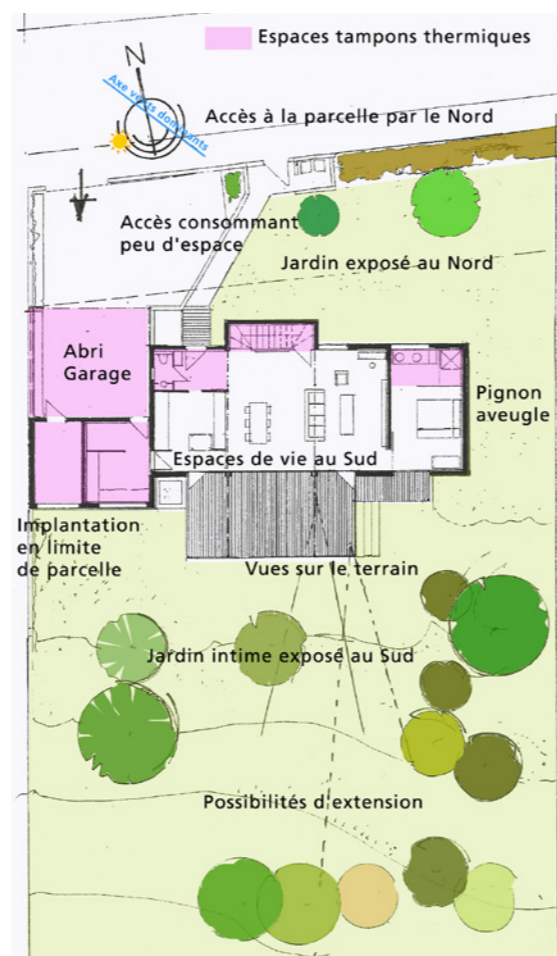 Espaces tampons thermiques
N
Axe vents dominants
Accès à la parcelle par le Nord
Accès consommant
peu d'espace
Jardin exposé au Nord
Abri
Garage
Pignon
aveugle
Espaces de vie au Sud
Implantation
en limite
de parcelle
Vues sur le terrain
Jardin intime exposé au Sud
Possibilités d'extension